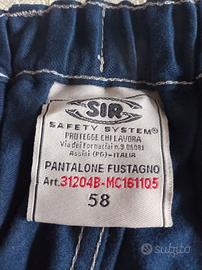 SIR
SAFETY SYSTEM®
PROTEGGE CHI LAVORA
Via dei Fornaciai n.9 06081
Assisi (PG)-ITALIA
PANTALONE FUSTAGNO
Art.31204B-MC161105
58
subito